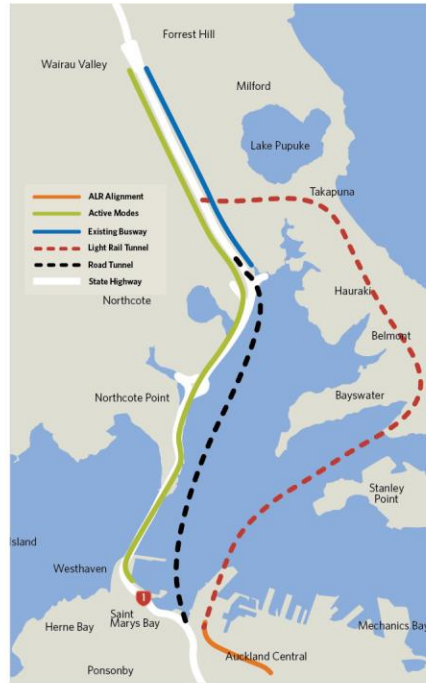 Forrest Hill
Wairau Valley
Milford
Lake Pupuke
ALR Alignment
Active Modes
Existing Busway
Light Rail Tunnel
Road Tunnel
State Highway
Takapuna
Northcote
Hauraki
Belmont
Northcote Point
Bayswater
Stanley
Point
Island
Westhaven
1
Saint
Marys Bay
Herne Bay
Mechanics Bay
Auckland Central
Ponsonby